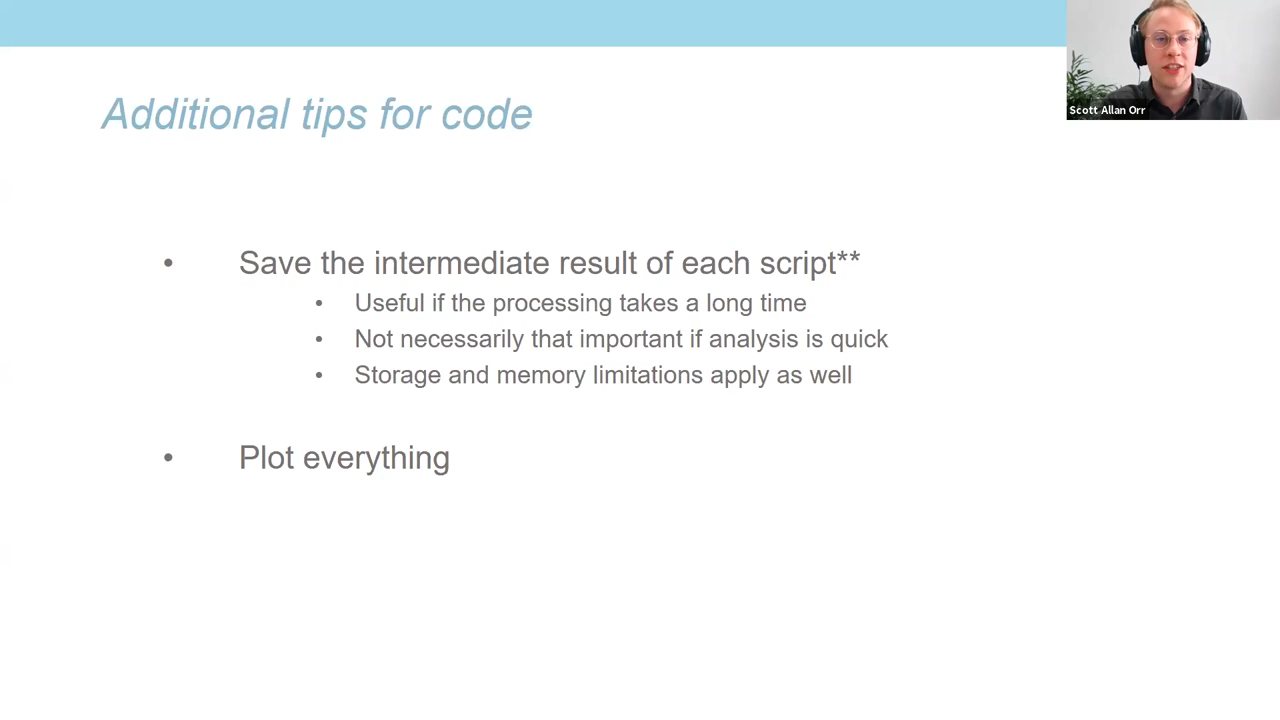 Scott Allan Orr
Additional tips for code
• Save the intermediate result of each script**
• Useful if the processing takes a long time
• Not necessarily that important if analysis is quick
• Storage and memory limitations apply as well
• Plot everything